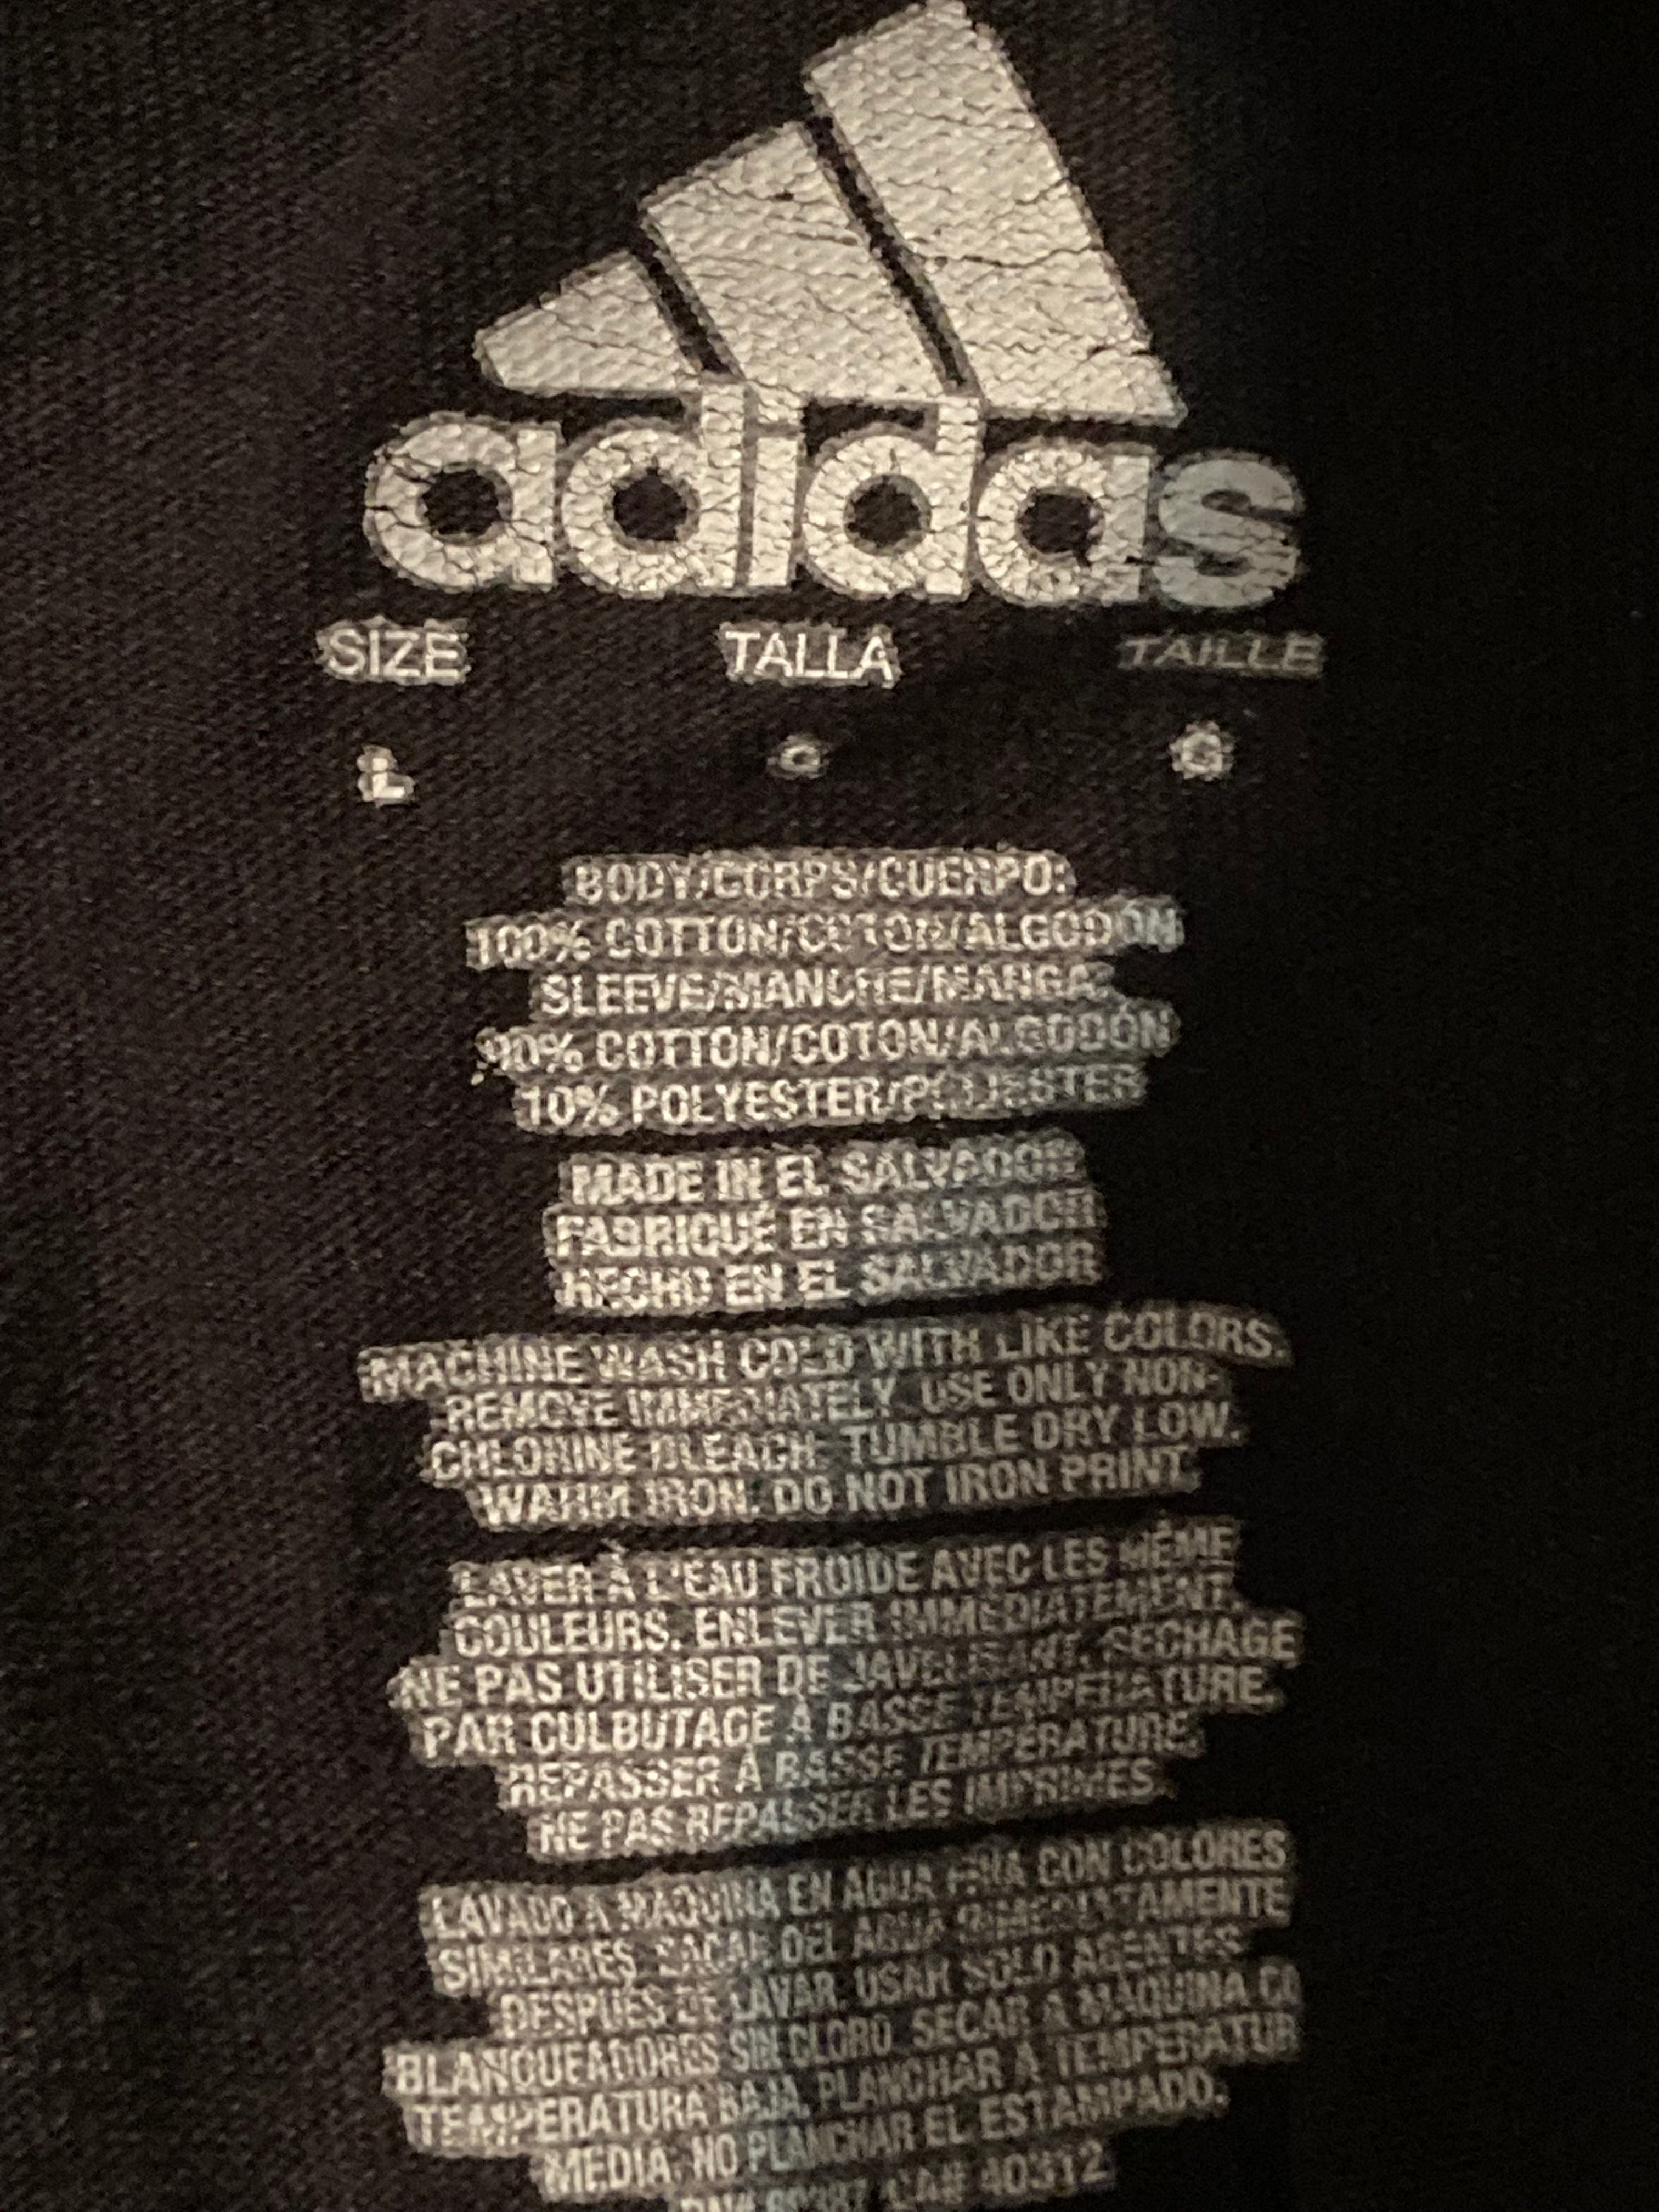 adidas
SIZE TALLA TAILLE
L G G
BODY/CORPS/CUERPO:
100% COTTON/COTON/ALGODÓN
SLEEVE/MANCHE/MANGA:
90% COTTON/COTON/ALGODÓN
10% POLYESTER/POLIESTER
MADE IN EL SALVADOR
FABRIQUÉ EN SALVADOR
HECHO EN EL SALVADOR
MACHINE WASH COLD WITH LIKE COLORS.
REMOVE IMMEDIATELY. USE ONLY NON-
CHLORINE BLEACH. TUMBLE DRY LOW.
WARM IRON. DO NOT IRON PRINT.
LAVER À L'EAU FROIDE AVEC LES MÊME
COULEURS. ENLEVER IMMÉDIATEMENT.
NE PAS UTILISER DE JAVELLISANT. SÉCHAGE
PAR CULBUTAGE À BASSE TEMPÉRATURE.
REPASSER À BASSE TEMPÉRATURE.
NE PAS REPASSER LES IMPRIMÉS.
LAVADO A MAQUINA EN AGUA FRIA CON COLORES
SIMILARES. SACAR DEL AGUA INMEDIATAMENTE
DESPUES DE LAVAR. USAR SOLO AGENTES
BLANQUEADORES SIN CLORO. SECAR A MAQUINA CO
TEMPERATURA BAJA. PLANCHAR A TEMPERATUR
MEDIA. NO PLANCHAR EL ESTAMPADO.
CA# 40312